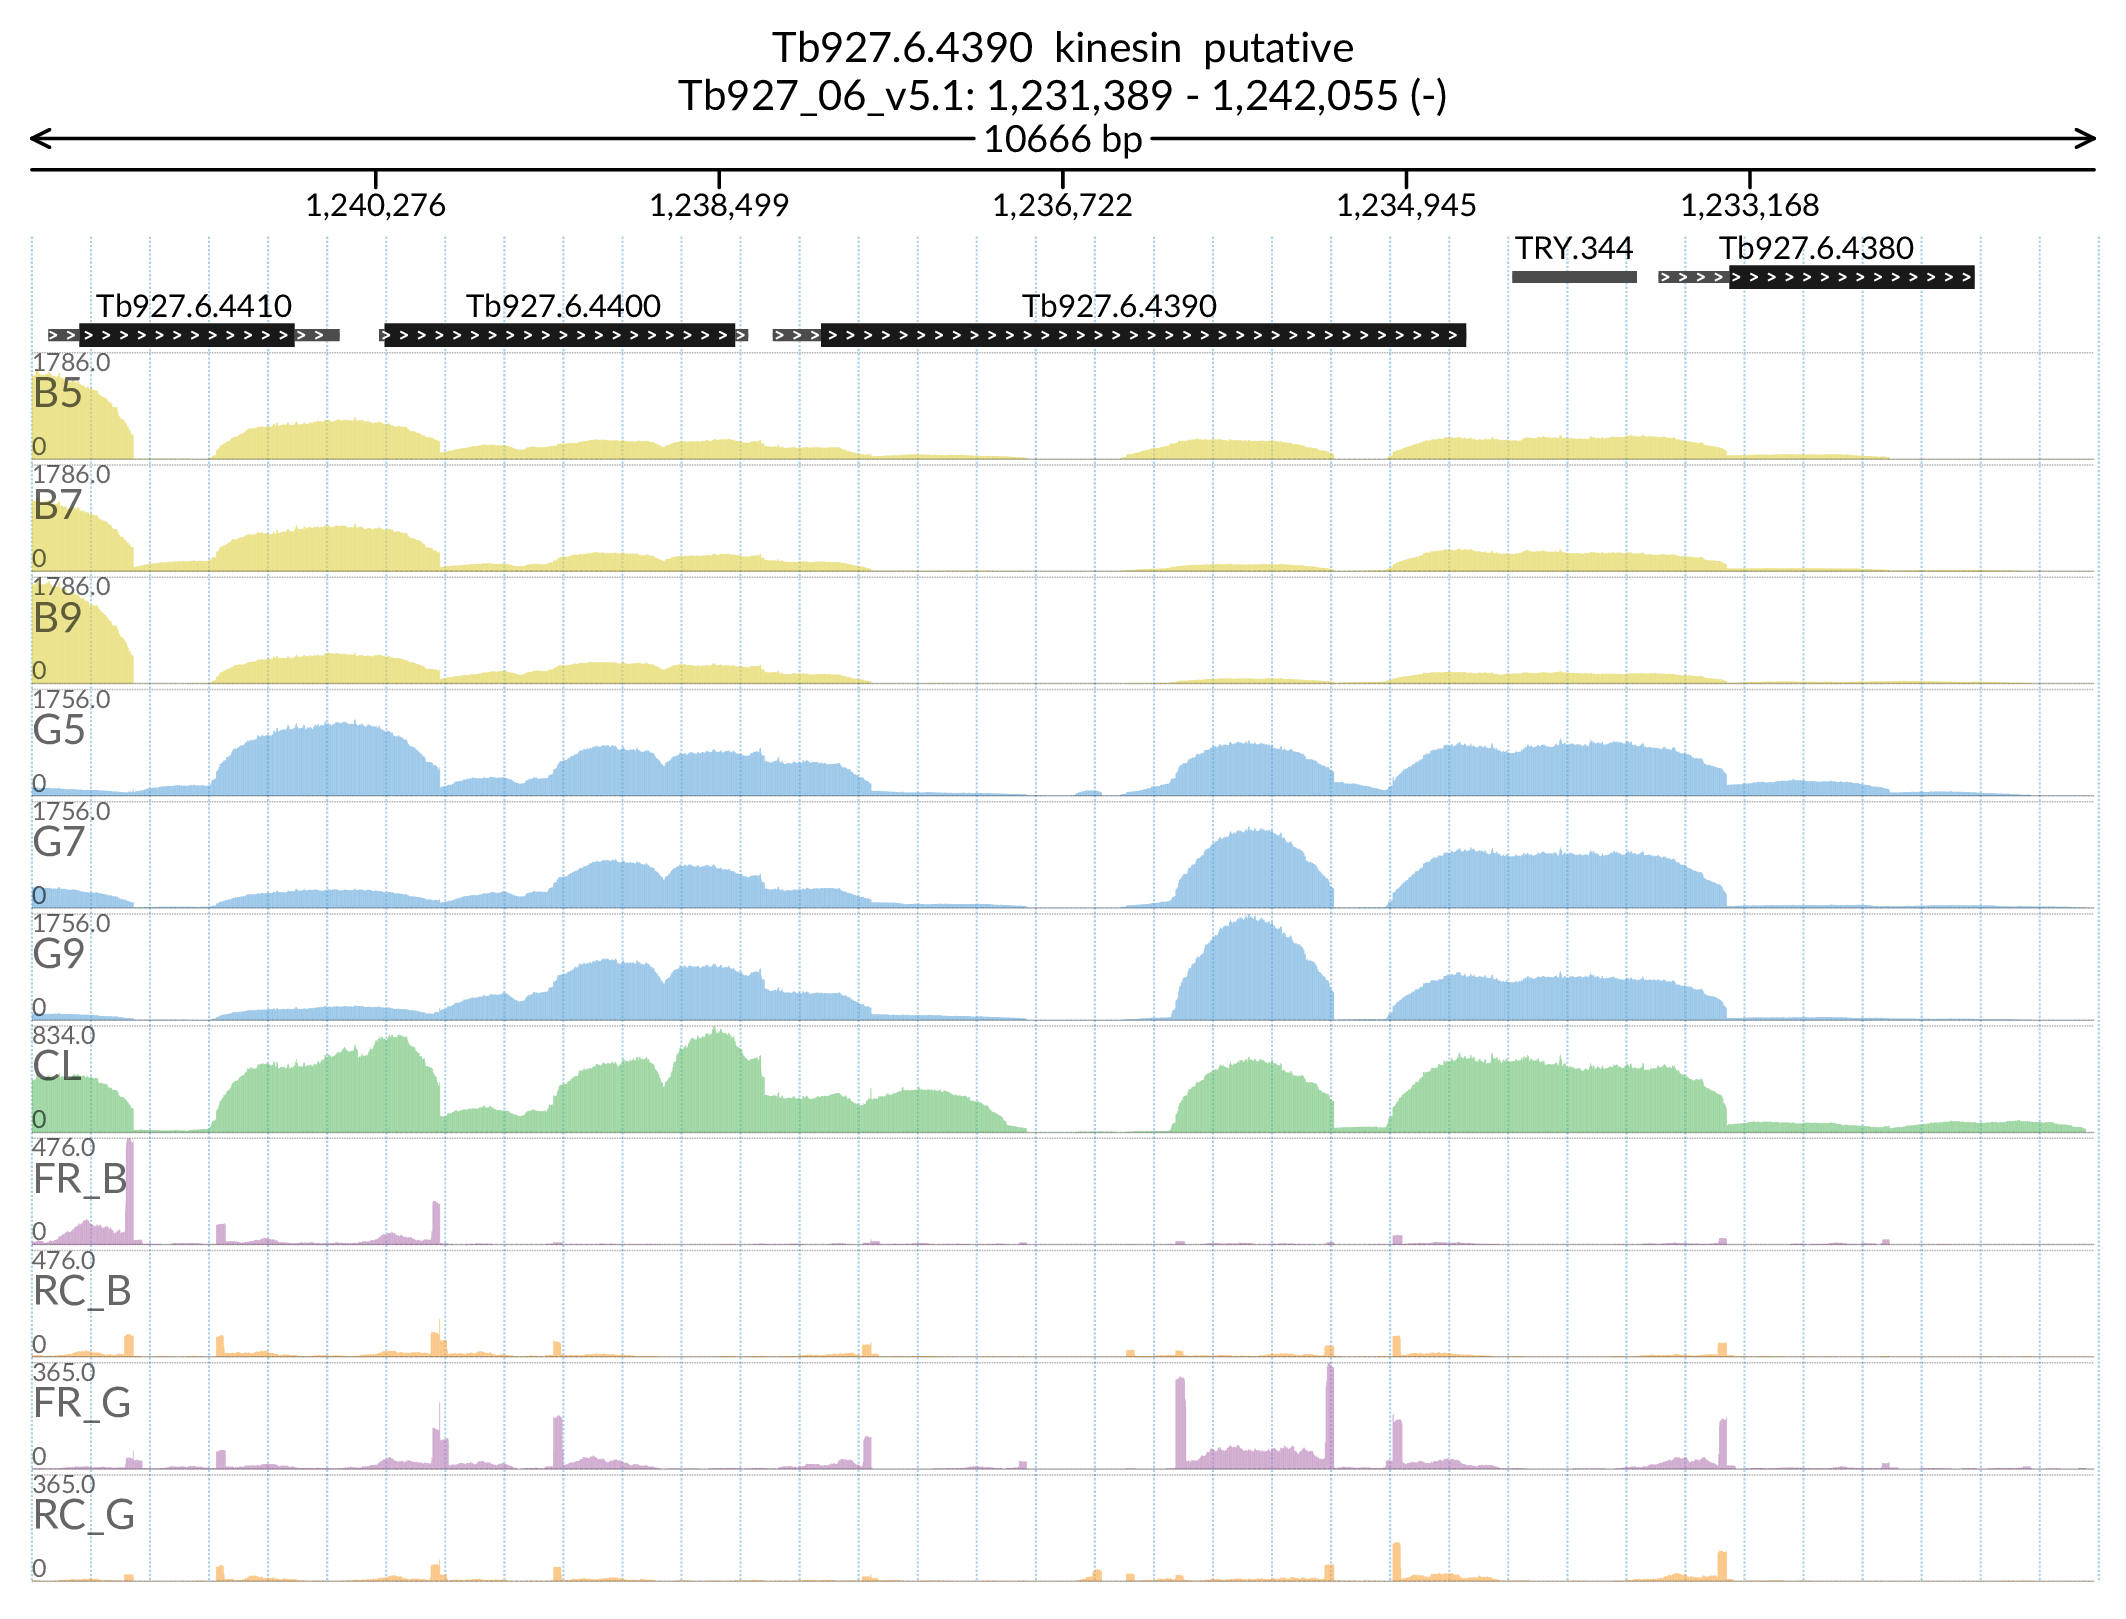 Tb927.6.4390 kinesin putative
Tb927_06_v5.1: 1,231,389 - 1,242,055 (-)
10666 bp
1,240,276 1,238,499 1,236,722 1,234,945 1,233,168
TRY.344 Tb927.6.4380
Tb927.6.4410 Tb927.6.4400 Tb927.6.4390
1786.0
B5
0
1786.0
B7
0
1786.0
B9
0
1756.0
G5
0
1756.0
G7
0
1756.0
G9
0
834.0
CL
0
476.0
FR_B
0
476.0
RC_B
0
365.0
FR_G
0
365.0
RC_G
0